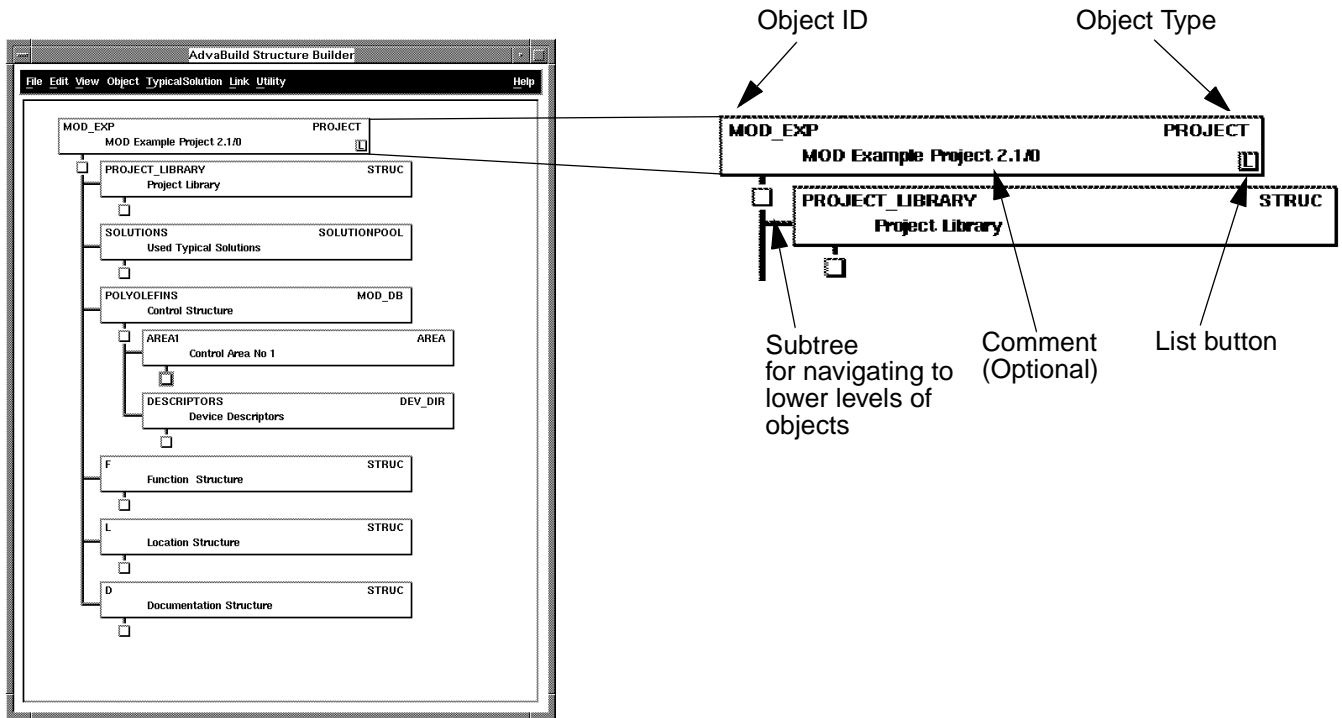 Object ID
Object Type
AdvaBuild Structure Builder
File Edit View Object TypicalSolution Link Utility Help
MOD_EXP PROJECT
MOD Example Project 2.1/0
L
PROJECT_LIBRARY STRUC
Project Library
SOLUTIONS SOLUTIONPOOL
Used Typical Solutions
POLYOLEFINS MOD_DB
Control Structure
AREA1 AREA
Control Area No 1
DESCRIPTORS DEV_DIR
Device Descriptors
F STRUC
Function Structure
L STRUC
Location Structure
D STRUC
Documentation Structure
MOD_EXP PROJECT
MOD Example Project 2.1/0
L
PROJECT_LIBRARY STRUC
Project Library
Subtree
for navigating to
lower levels of
objects
Comment
(Optional)
List button